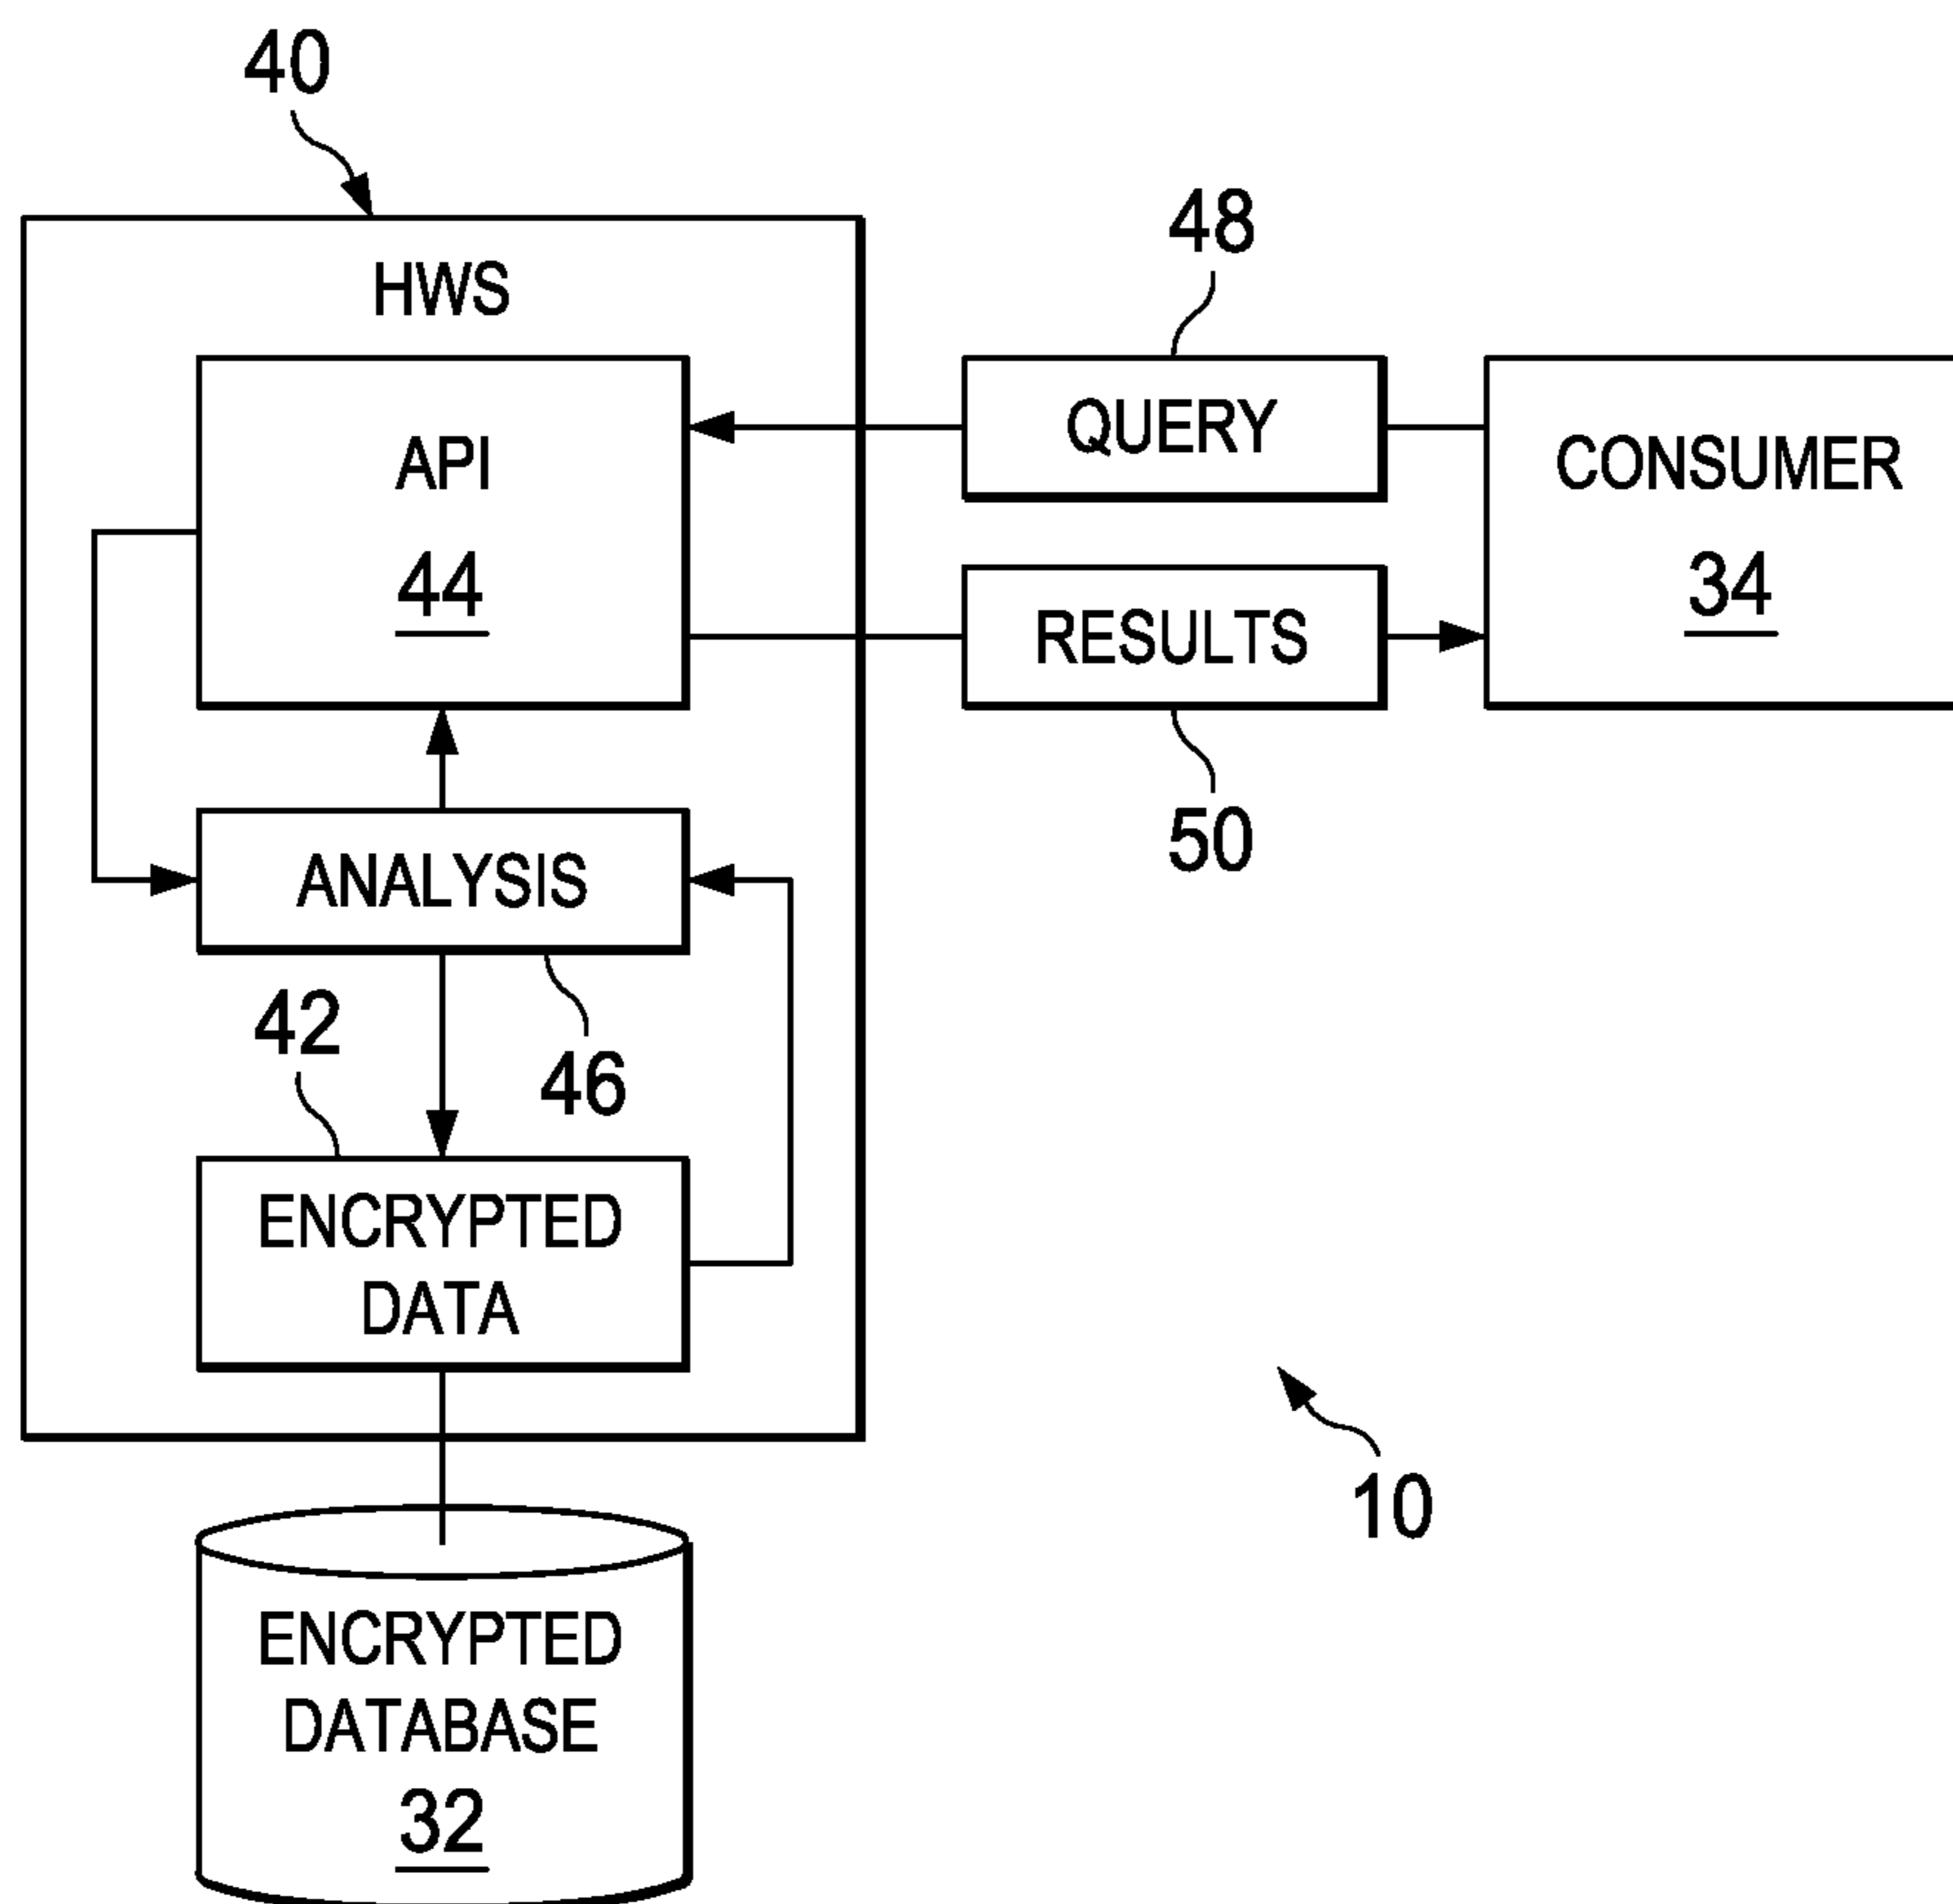 40
HWS
48
API
44
QUERY
CONSUMER
34
RESULTS
50
ANALYSIS
42
46
ENCRYPTED
DATA
10
ENCRYPTED
DATABASE
32